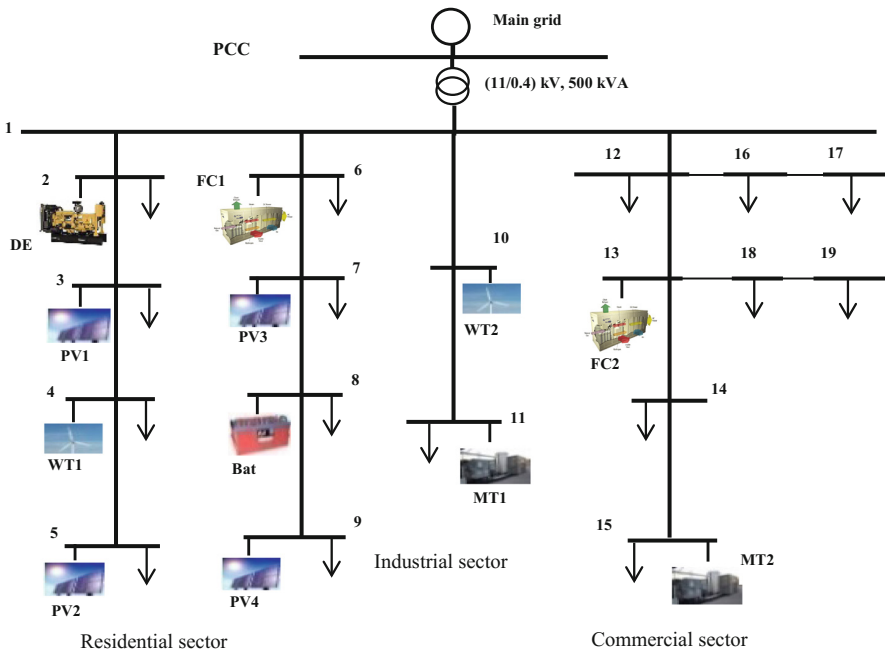 Main grid
PCC
(11/0.4) kV, 500 kVA
1
2
DE
3
PV1
4
WT1
5
PV2
Residential sector
FC1
6
7
PV3
8
Bat
9
PV4
Industrial sector
10
WT2
11
MT1
12
16
17
13
18
19
FC2
14
15
MT2
Commercial sector